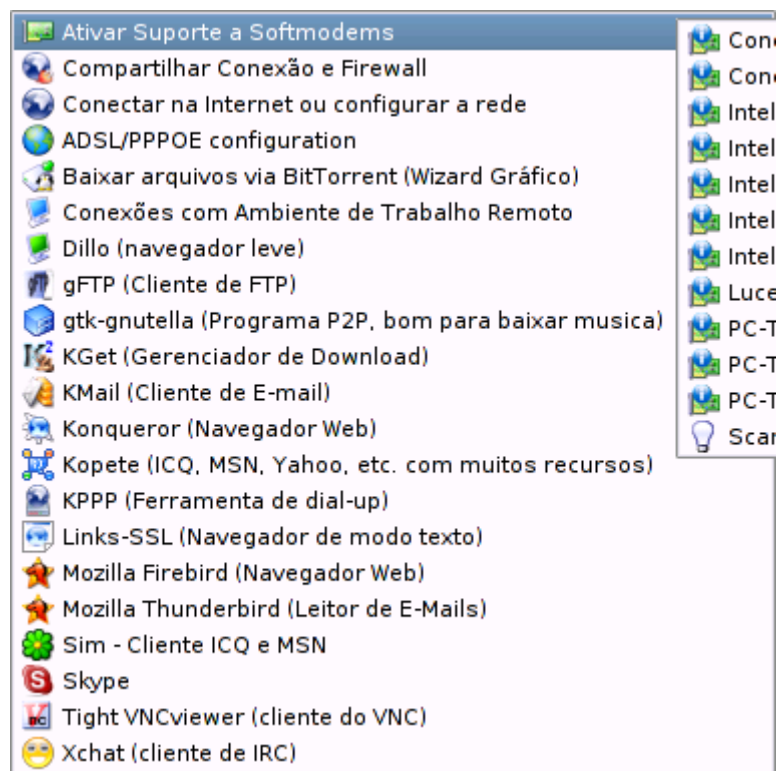 Ativar Suporte a Softmodems
Compartilhar Conexão e Firewall
Conectar na Internet ou configurar a rede
ADSL/PPPOE configuration
Baixar arquivos via BitTorrent (Wizard Gráfico)
Conexões com Ambiente de Trabalho Remoto
Dillo (navegador leve)
gFTP (Cliente de FTP)
gtk-gnutella (Programa P2P, bom para baixar musica)
KGet (Gerenciador de Download)
KMail (Cliente de E-mail)
Konqueror (Navegador Web)
Kopete (ICQ, MSN, Yahoo, etc. com muitos recursos)
KPPP (Ferramenta de dial-up)
Links-SSL (Navegador de modo texto)
Mozilla Firebird (Navegador Web)
Mozilla Thunderbird (Leitor de E-Mails)
Sim - Cliente ICQ e MSN
Skype
Tight VNCviewer (cliente do VNC)
Xchat (cliente de IRC)
Intel
Intel
Intel
Intel
Intel